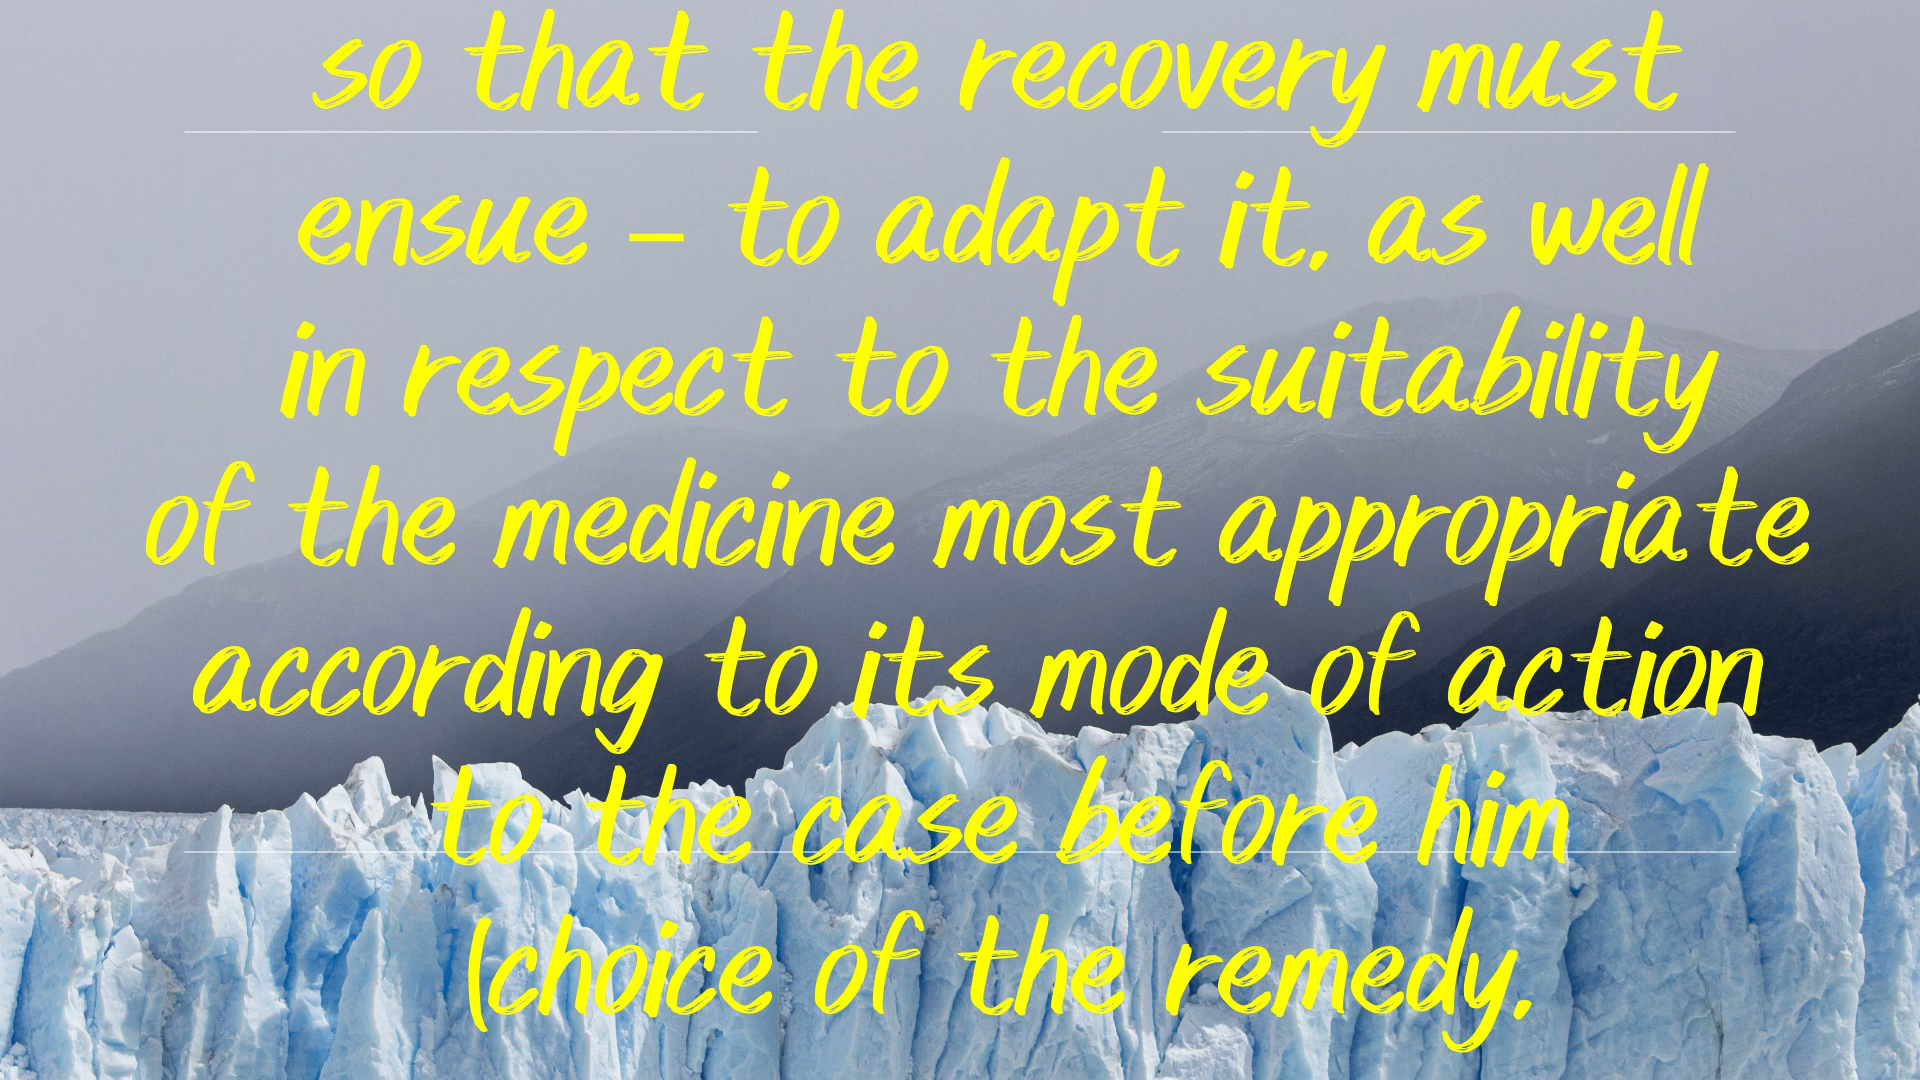 so that the recovery must
ensue – to adapt it, as well
in respect to the suitability
of the medicine most appropriate
according to its mode of action
to the case before him
(choice of the remedy,